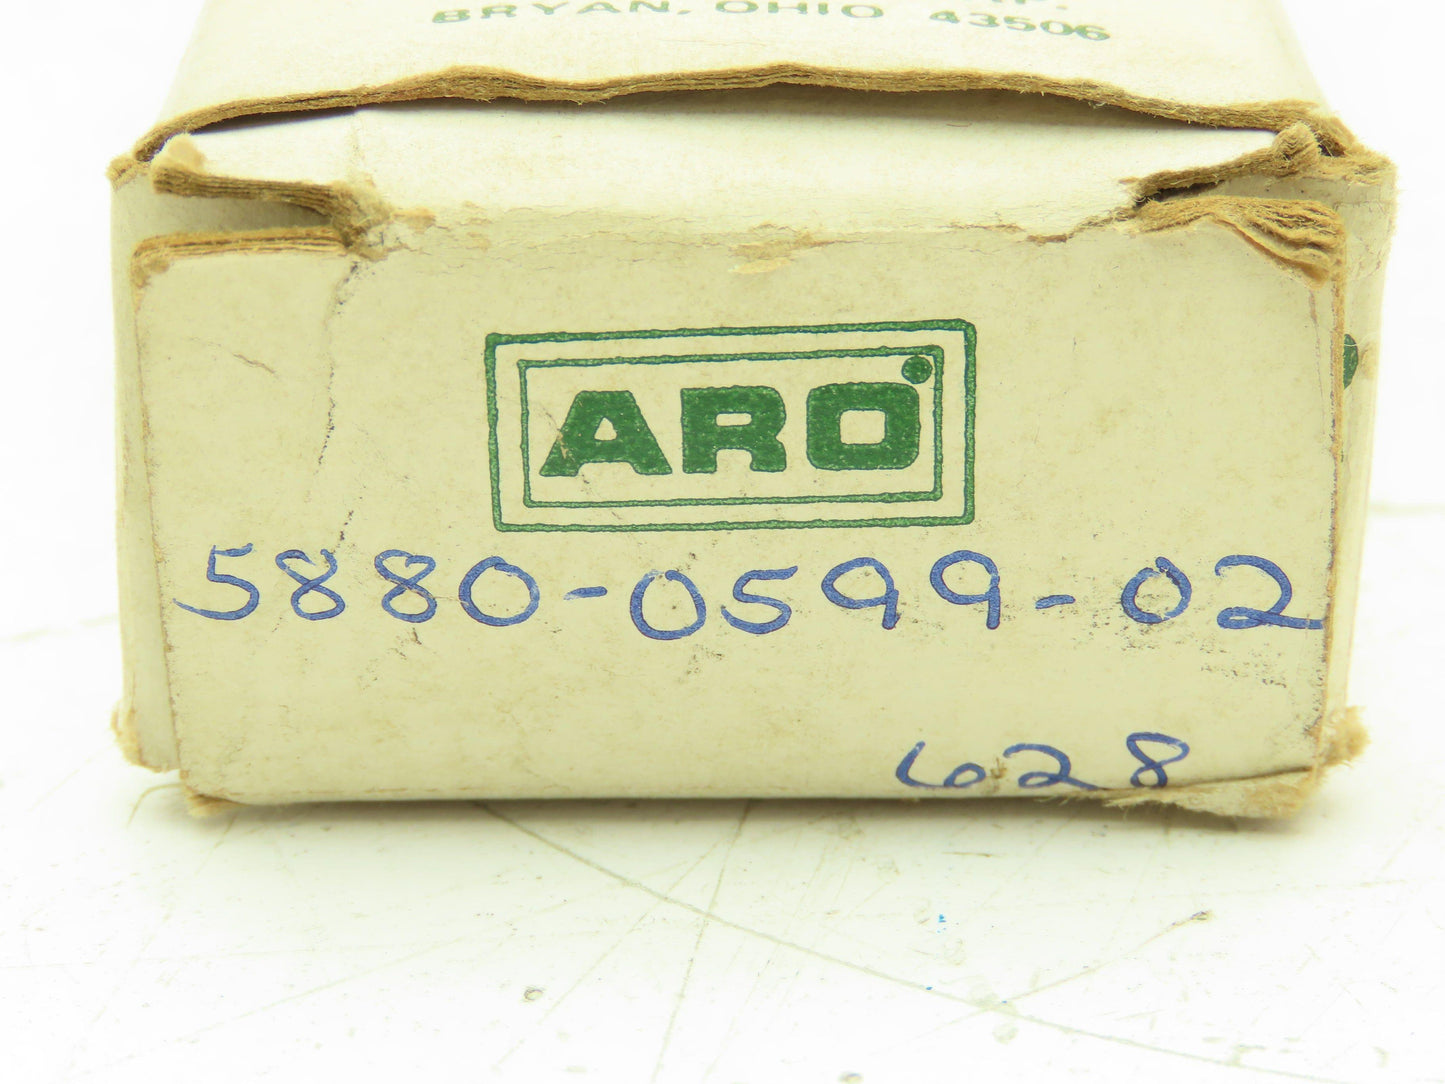 BRYAN, OHIO 43506
ARO
5880-0599-02
628